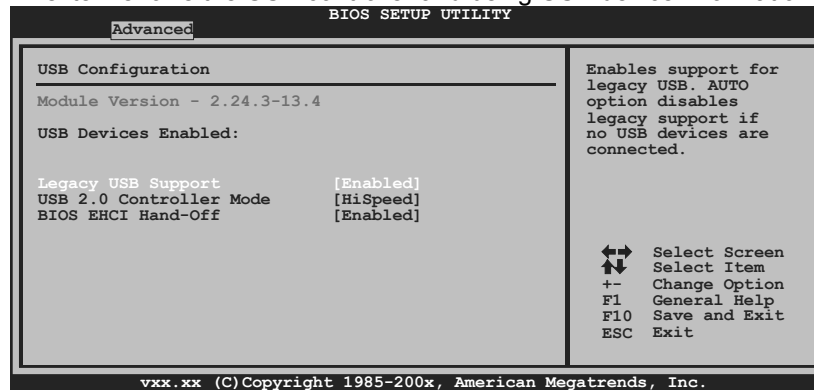 BIOS SETUP UTILITY
Advanced
USB Configuration
Module Version - 2.24.3-13.4
USB Devices Enabled:
Legacy USB Support [Enabled]
USB 2.0 Controller Mode [HiSpeed]
BIOS EHCI Hand-Off [Enabled]
Enables support for
legacy USB. AUTO
option disables
legacy support if
no USB devices are
connected.
Select Screen
Select Item
+- Change Option
F1 General Help
F10 Save and Exit
ESC Exit
vxx.xx (C)Copyright 1985-200x, American Megatrends, Inc.